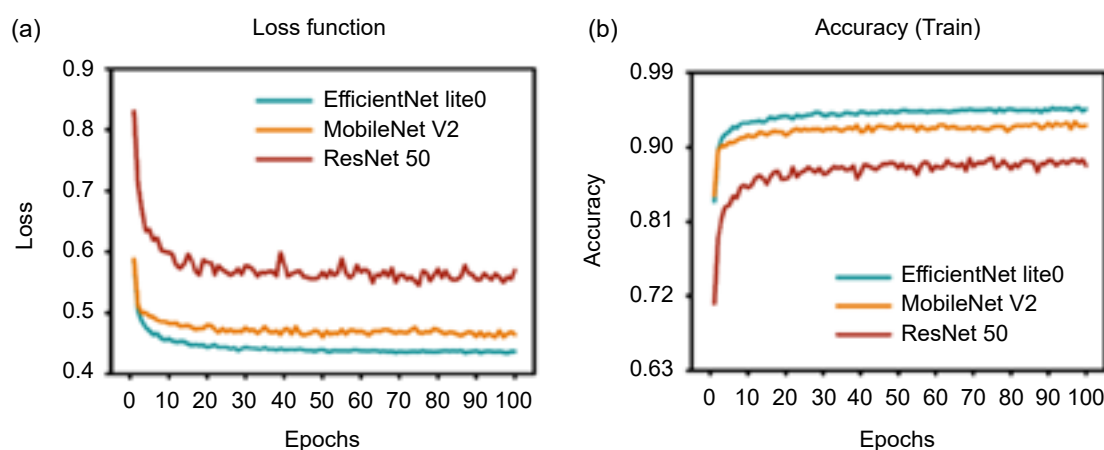 (a)
Loss function
0.9
0.8
0.7
0.6
0.5
0.4
Loss
EfficientNet lite0
MobileNet V2
ResNet 50
0 10 20 30 40 50 60 70 80 90 100
Epochs
(b)
Accuracy (Train)
0.99
0.90
0.81
0.72
0.63
Accuracy
EfficientNet lite0
MobileNet V2
ResNet 50
0 10 20 30 40 50 60 70 80 90 100
Epochs